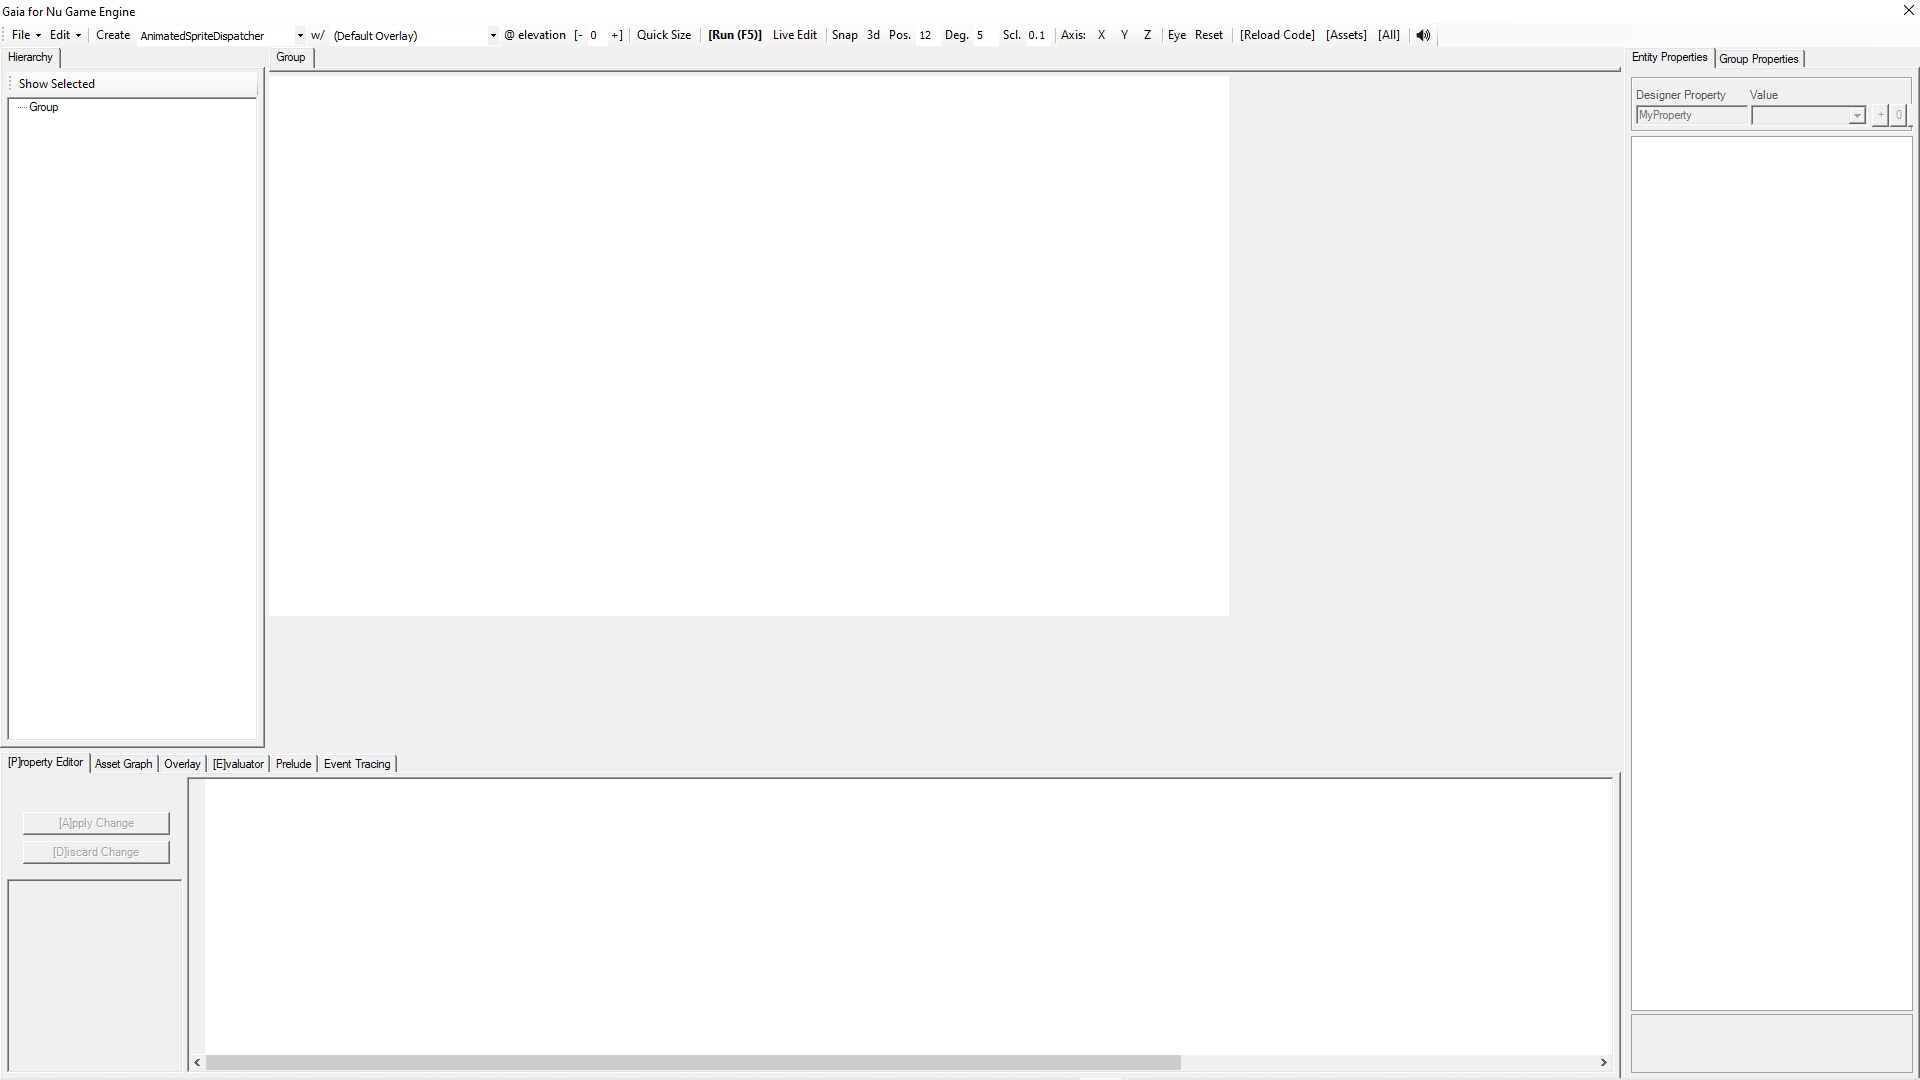 Gaia for Nu Game Engine
File Edit Create AnimatedSpriteDispatcher w/ (Default Overlay) @ elevation [- 0 +] Quick Size [Run (F5)] Live Edit Snap 3d Pos. 12 Deg. 5 Scl. 0.1 Axis: X Y Z Eye Reset [Reload Code] [Assets] [All]
Hierarchy
Group
Entity Properties Group Properties
Show Selected
Group
Designer Property Value
MyProperty + 0
[P]roperty Editor Asset Graph Overlay [E]valuator Prelude Event Tracing
[A]pply Change
[D]iscard Change